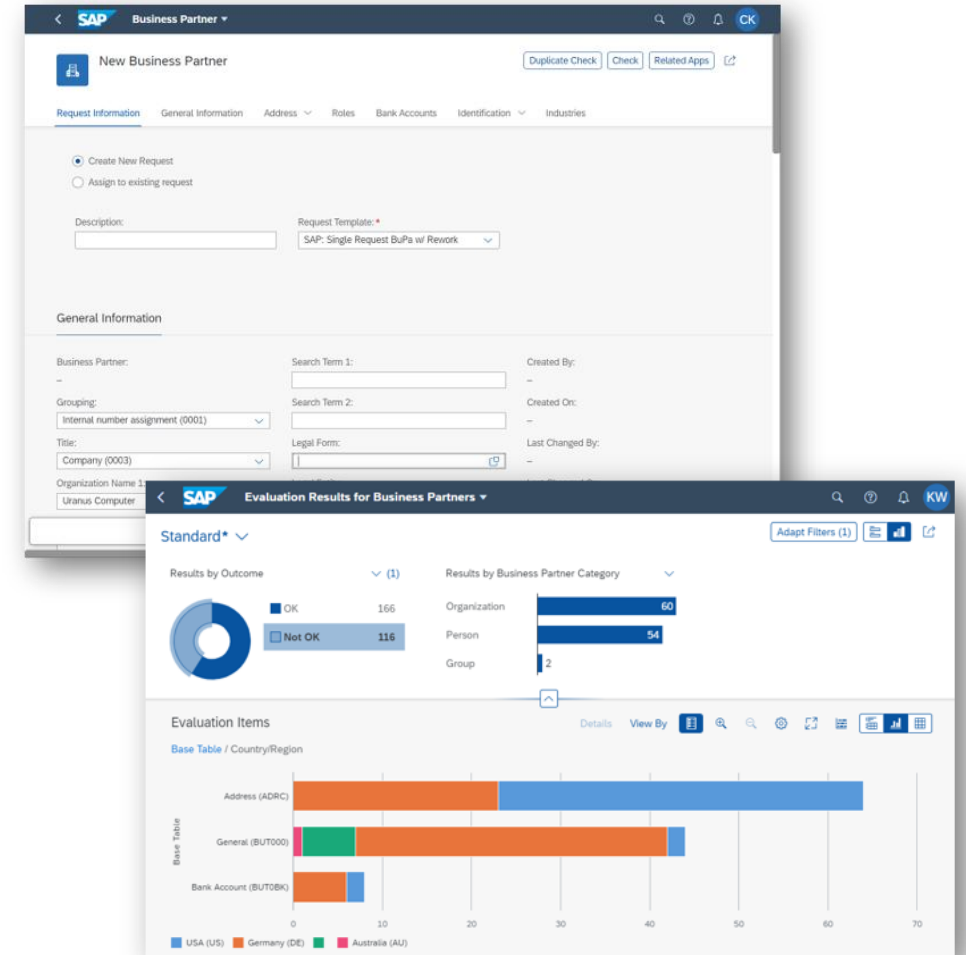 SAP Business Partner
CK
New Business Partner
Duplicate Check Check Related Apps
Request Information General Information Address Roles Bank Accounts Identification Industries
Create New Request
Assign to existing request
Description: Request Template: *
SAP: Single Request BuPa w/ Rework
General Information
Business Partner: Search Term 1: Created By:
–
–
Grouping: Search Term 2: Created On:
Internal number assignment (0001)
–
Title: Legal Form: Last Changed By:
Company (0003)
–
Organization Name 1:
Uranus Computer
SAP Evaluation Results for Business Partners
KW
Standard*
Adapt Filters (1)
Results by Outcome (1)
OK 166
Not OK 116
Results by Business Partner Category
Organization 60
Person 54
Group 2
Evaluation Items
Details View By
Base Table / Country/Region
Base Table
Address (ADRC)
General (BUT000)
Bank Account (BUT0BK)
0 10 20 30 40 50 60 70
USA (US) Germany (DE) Australia (AU)